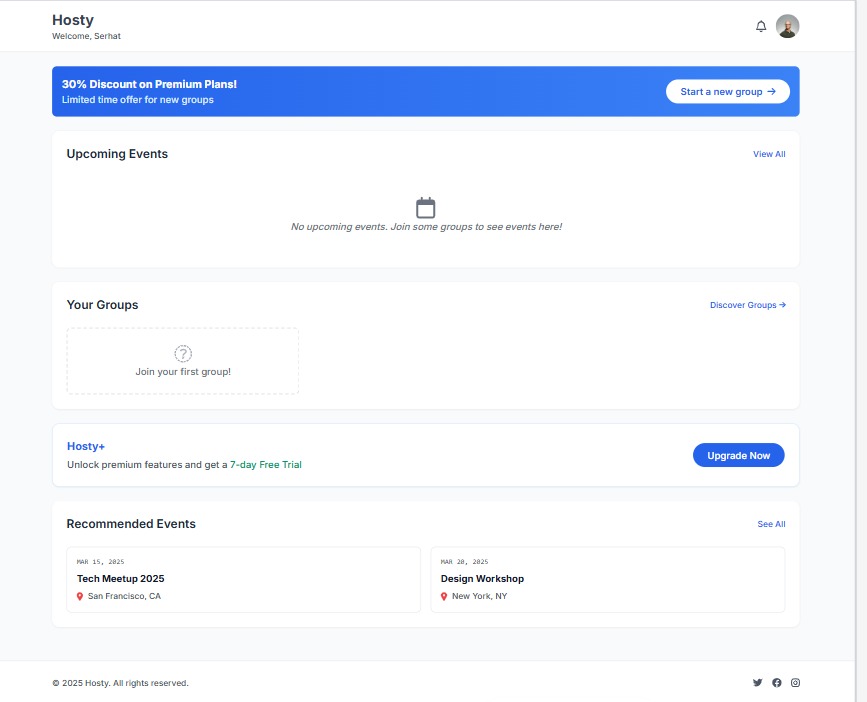 Hosty
Welcome, Serhat
30% Discount on Premium Plans!
Limited time offer for new groups
Start a new group →
Upcoming Events
View All
No upcoming events. Join some groups to see events here!
Your Groups
Discover Groups →
?
Join your first group!
Hosty+
Unlock premium features and get a 7-day Free Trial
Upgrade Now
Recommended Events
See All
MAR 15, 2025
Tech Meetup 2025
San Francisco, CA
MAR 20, 2025
Design Workshop
New York, NY
© 2025 Hosty. All rights reserved.